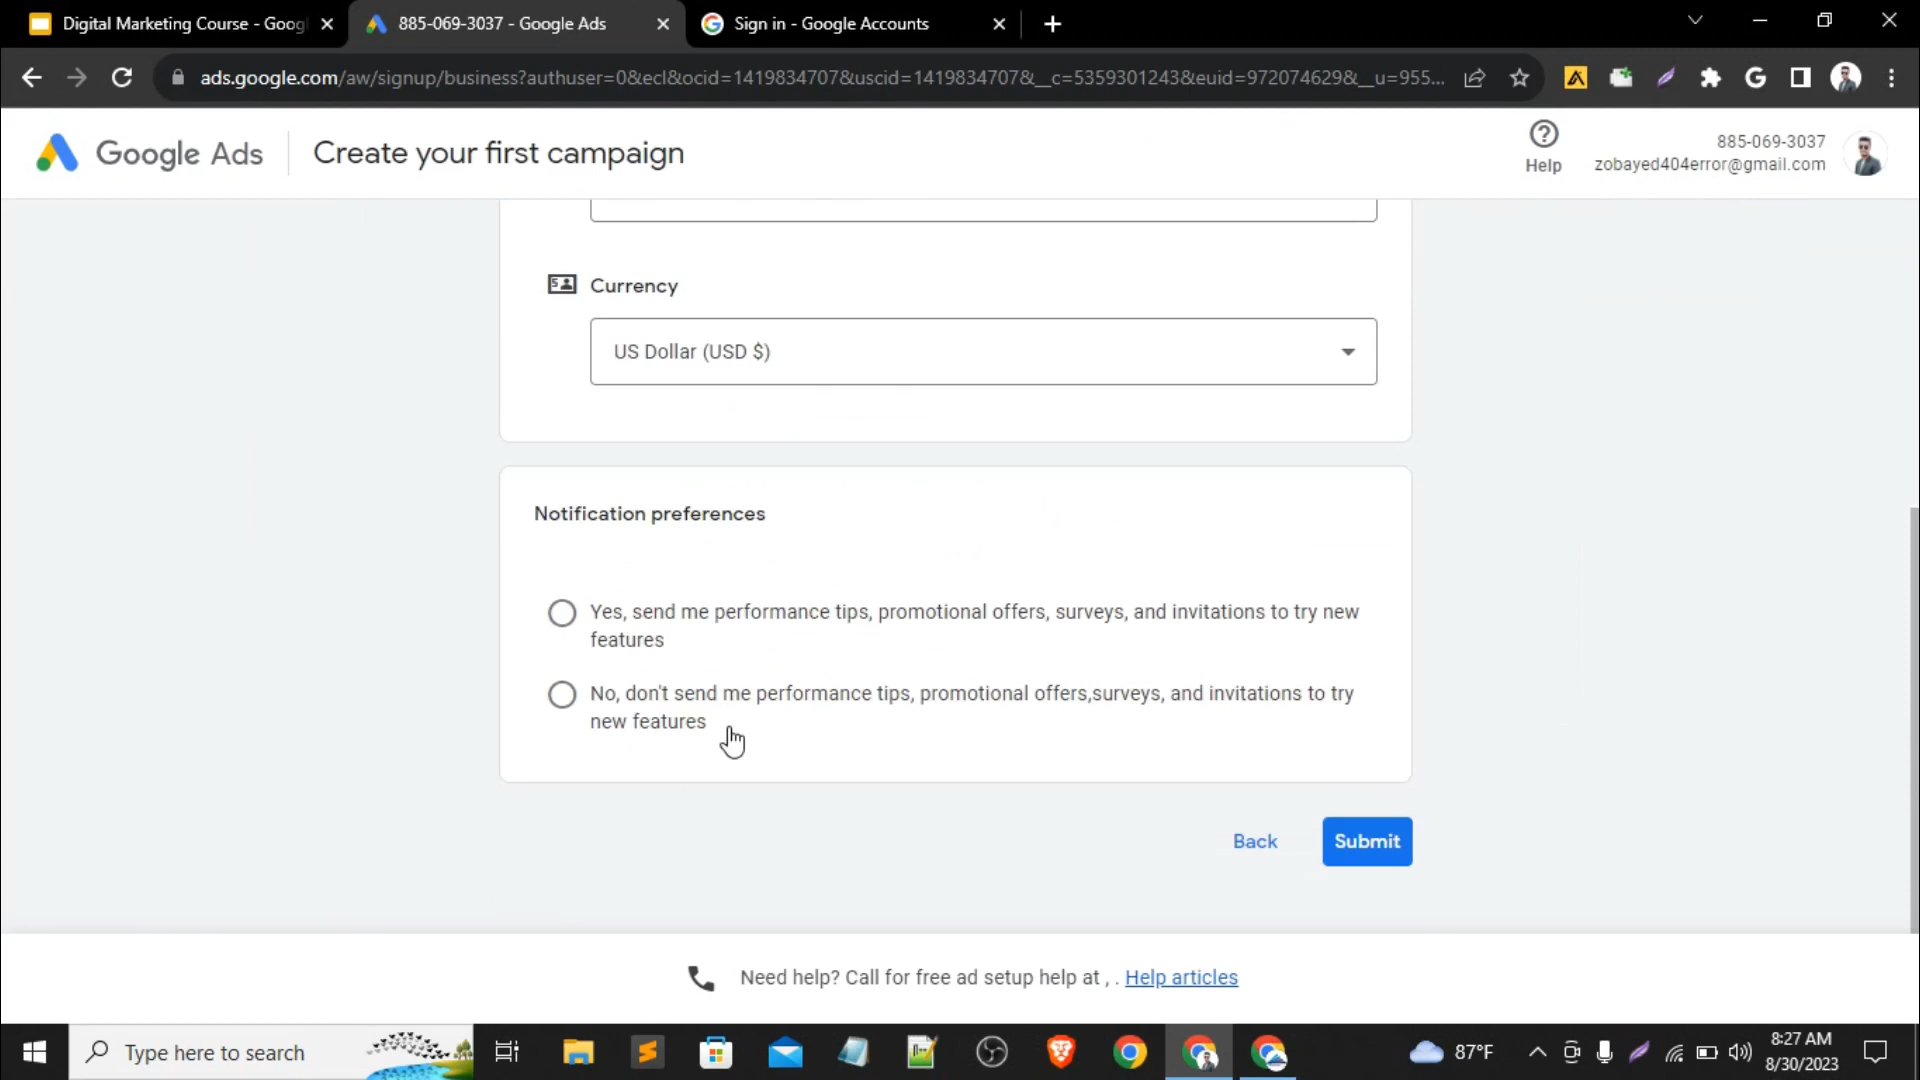 Digital Marketing Course - Goog
885-069-3037 - Google Ads
Sign in - Google Accounts
ads.google.com/aw/signup/business?authuser=0&ecl&ocid=1419834707&uscid=1419834707&__c=5359301243&euid=972074629&__u=955...
Google Ads
Create your first campaign
Help
885-069-3037
zobayed404error@gmail.com
Currency
US Dollar (USD $)
Notification preferences
Yes, send me performance tips, promotional offers, surveys, and invitations to try new
features
No, don't send me performance tips, promotional offers,surveys, and invitations to try
new features
Back
Submit
Need help? Call for free ad setup help at , . Help articles
Type here to search
87°F
8:27 AM
8/30/2023